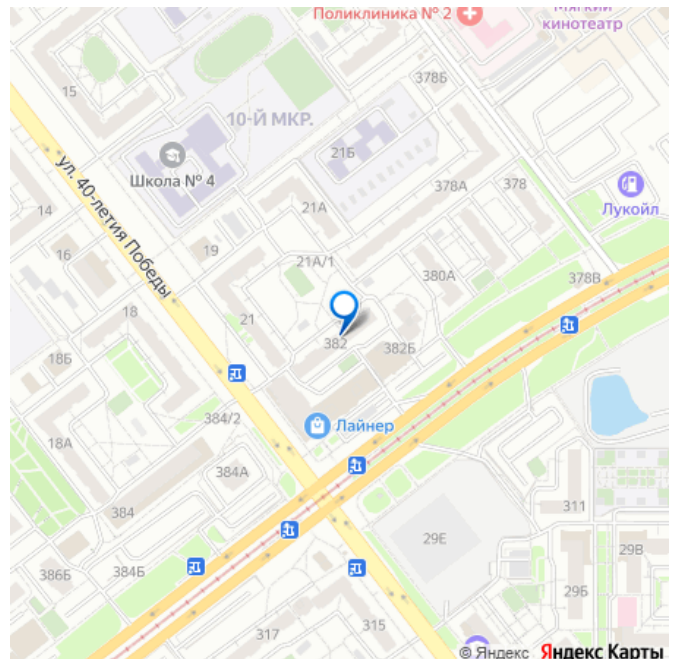 Поликлиника № 2
Мягкий
кинотеатр
15
378Б
10-Й МКР.
21Б
Школа № 4
378А
378
Лукойл
ул. 40-летия Победы
14
21А
19
16
21А/1
380А
378В
18
21
382
382Б
18Б
384/2
Лайнер
18А
384А
384
311
29Е
29В
386Б
384Б
29Б
317
315
© Яндекс Яндекс Карты